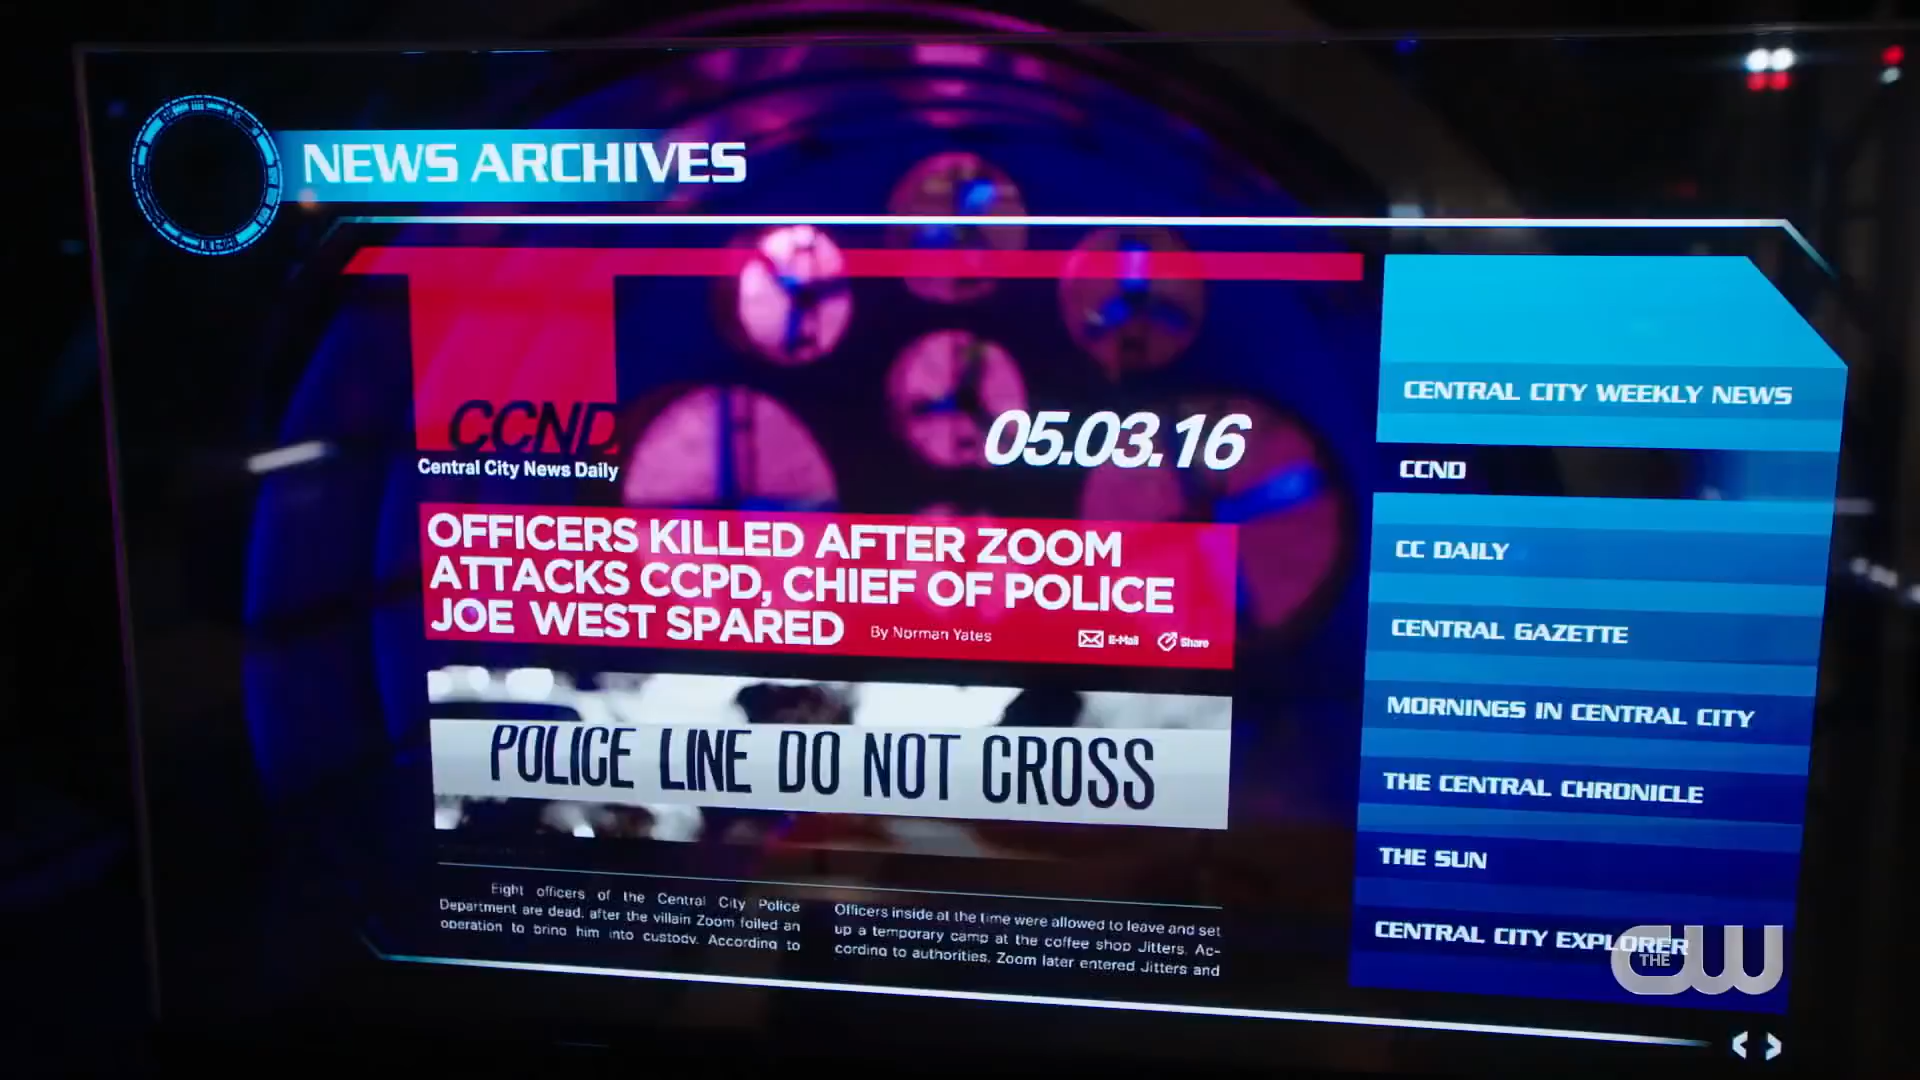 NEWS ARCHIVES
CCND
Central City News Daily
05.03.16
OFFICERS KILLED AFTER ZOOM
ATTACKS CCPD, CHIEF OF POLICE
JOE WEST SPARED
By Norman Yates
E-Mail
Share
POLICE LINE DO NOT CROSS
Eight officers of the Central City Police
Department are dead, after the villain Zoom foiled an
operation to bring him into custody. According to
Officers inside at the time were allowed to leave and set
up a temporary camp at the coffee shop Jitters. Ac-
cording to authorities, Zoom later entered Jitters and
CENTRAL CITY WEEKLY NEWS
CCND
CC DAILY
CENTRAL GAZETTE
MORNINGS IN CENTRAL CITY
THE CENTRAL CHRONICLE
THE SUN
CENTRAL CITY EXPLORER
THE CW